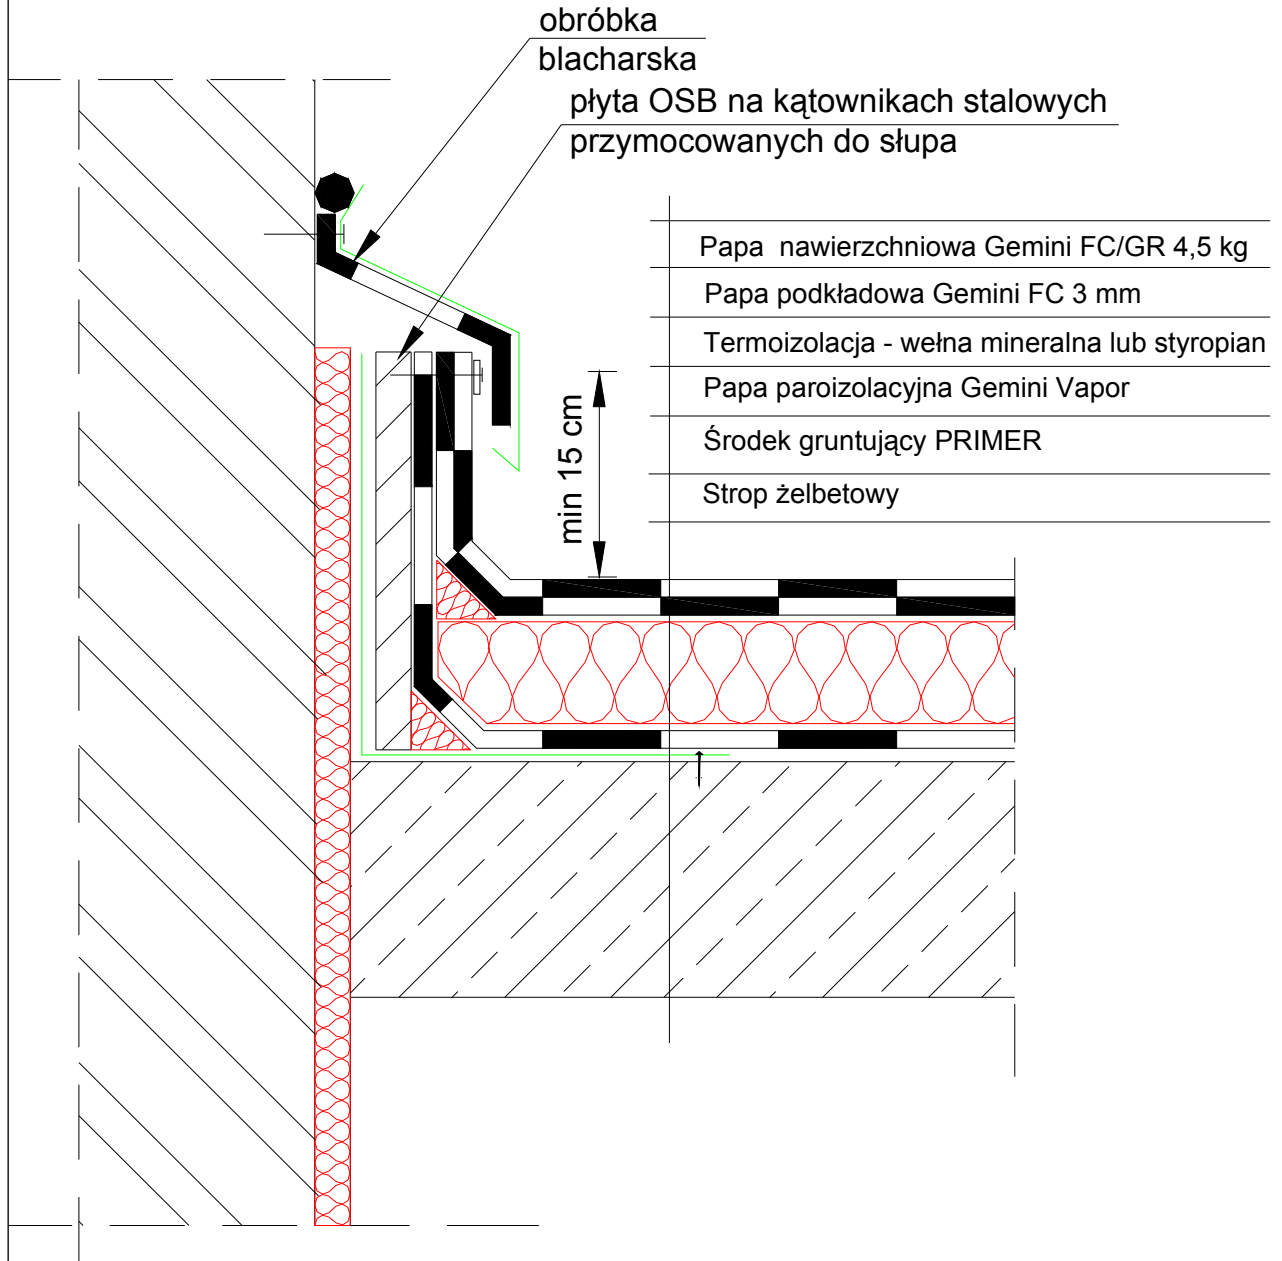 obróbka
blacharska
płyta OSB na kątownikach stalowych
przymocowanych do słupa
Papa nawierzchniowa Gemini FC/GR 4,5 kg
Papa podkładowa Gemini FC 3 mm
Termoizolacja - wełna mineralna lub styropian
Papa paroizolacyjna Gemini Vapor
Środek gruntujący PRIMER
Strop żelbetowy
min 15 cm